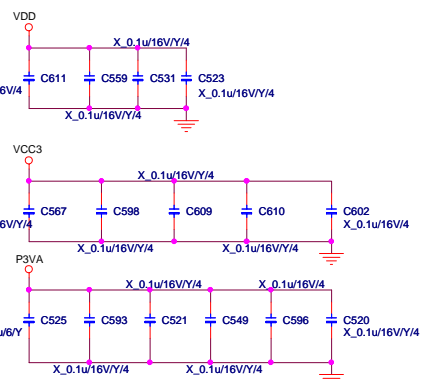 VDD
X_0.1u/16V/Y/4
C611 C559 C531 C523
6V/4 X_0.1u/16V/Y/4
X_0.1u/16V/Y/4
VCC3
X_0.1u/16V/Y/4
C567 C598 C609 C610 C602
6V/Y/4 X_0.1u/16V/4
X_0.1u/16V/Y/4 X_0.1u/16V/Y/4
P3VA
X_0.1u/16V/Y/4 X_0.1u/16V/Y/4
C525 C593 C521 C549 C596 C520
u/6/Y X_0.1u/16V/Y/4
X_0.1u/16V/Y/4 X_0.1u/16V/Y/4